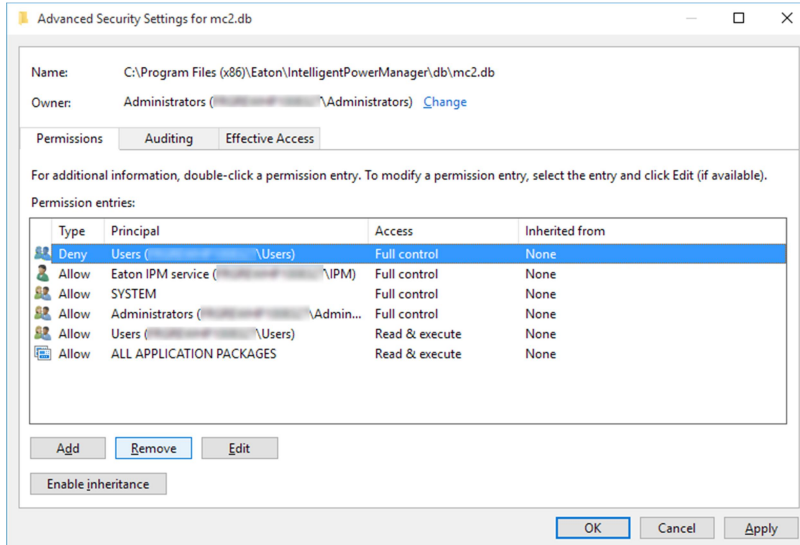 Advanced Security Settings for mc2.db
Name: C:\Program Files (x86)\Eaton\IntelligentPowerManager\db\mc2.db
Owner: Administrators ( \Administrators) Change
Permissions Auditing Effective Access
For additional information, double-click a permission entry. To modify a permission entry, select the entry and click Edit (if available).
Permission entries:
Type Principal Access Inherited from
Deny Users ( \Users) Full control None
Allow Eaton IPM service ( \IPM) Full control None
Allow SYSTEM Full control None
Allow Administrators ( \Admin... Full control None
Allow Users ( \Users) Read & execute None
Allow ALL APPLICATION PACKAGES Read & execute None
Add Remove Edit
Enable inheritance
OK Cancel Apply